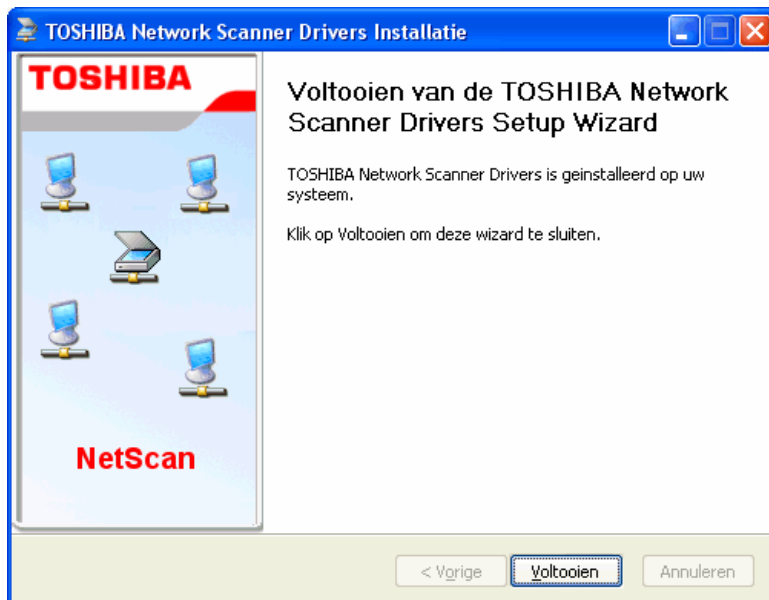 TOSHIBA Network Scanner Drivers Installatie
TOSHIBA
NetScan
Voltooien van de TOSHIBA Network
Scanner Drivers Setup Wizard
TOSHIBA Network Scanner Drivers is geinstalleerd op uw
systeem.
Klik op Voltooien om deze wizard te sluiten.
< Vorige
Voltooien
Annuleren